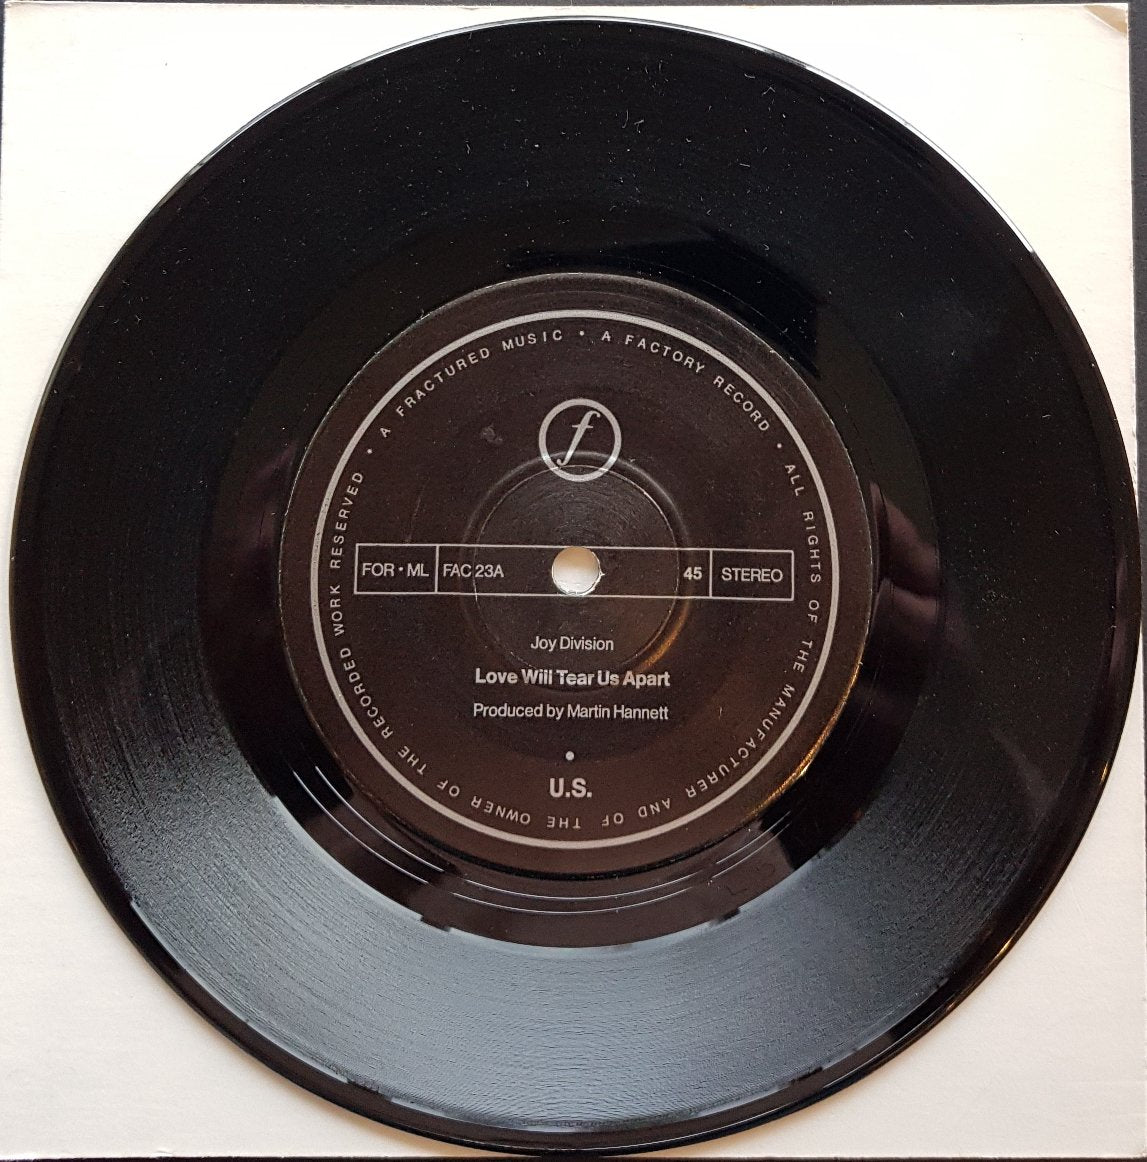 • A FRACTURED MUSIC • A FACTORY RECORD • ALL RIGHTS OF THE MANUFACTURER AND OF THE OWNER OF THE RECORDED WORK RESERVED
f
FOR • ML FAC 23A 45 STEREO
Joy Division
Love Will Tear Us Apart
Produced by Martin Hannett
•
U.S.